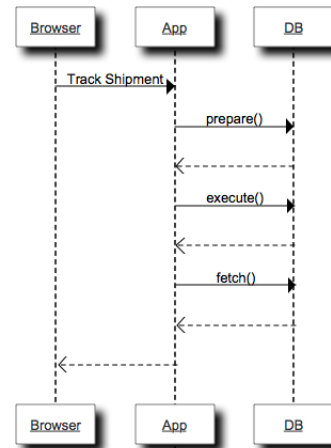 Browser
App
DB
Track Shipment
prepare()
execute()
fetch()
Browser
App
DB